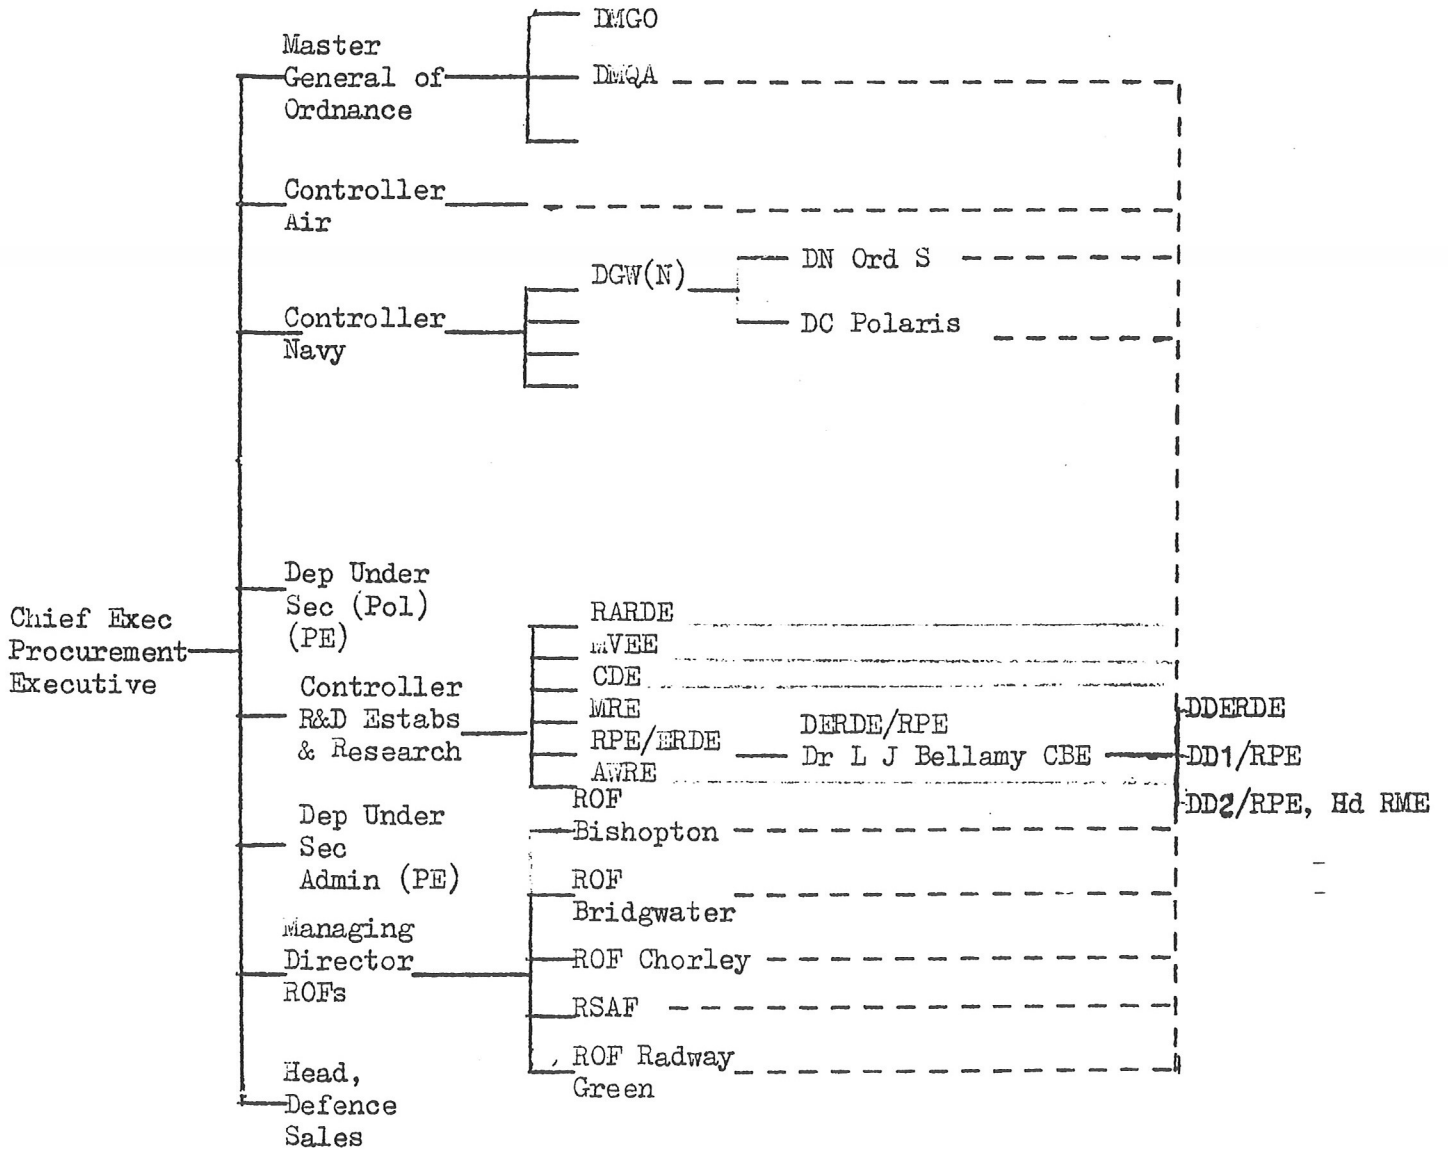 DMGO
Master
General of
Ordnance
DMQA
Controller
Air
DN Ord S
DGW(N)
Controller
Navy
DC Polaris
Chief Exec
Procurement
Executive
Dep Under
Sec (Pol)
(PE)
RARDE
MVEE
CDE
Controller
R&D Estabs
& Research
MRE
RPE/ERDE
AWRE
DERDE/RPE
Dr L J Bellamy CBE
DDERDE
DD1/RPE
DD2/RPE, Hd RME
Dep Under
Sec
Admin (PE)
ROF
Bishopton
ROF
Bridgwater
Managing
Director
ROFs
ROF Chorley
RSAF
ROF Radway
Green
Head,
Defence
Sales